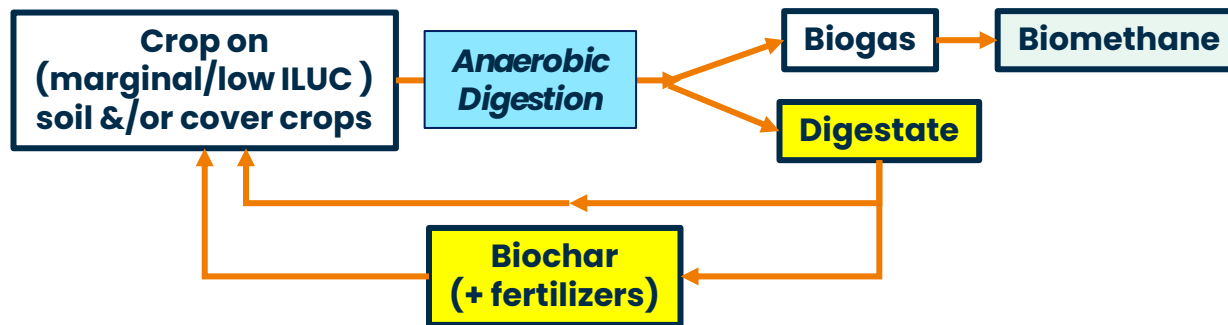 Crop on
(marginal/low ILUC )
soil &/or cover crops
Anaerobic
Digestion
Biogas
Biomethane
Digestate
Biochar
(+ fertilizers)